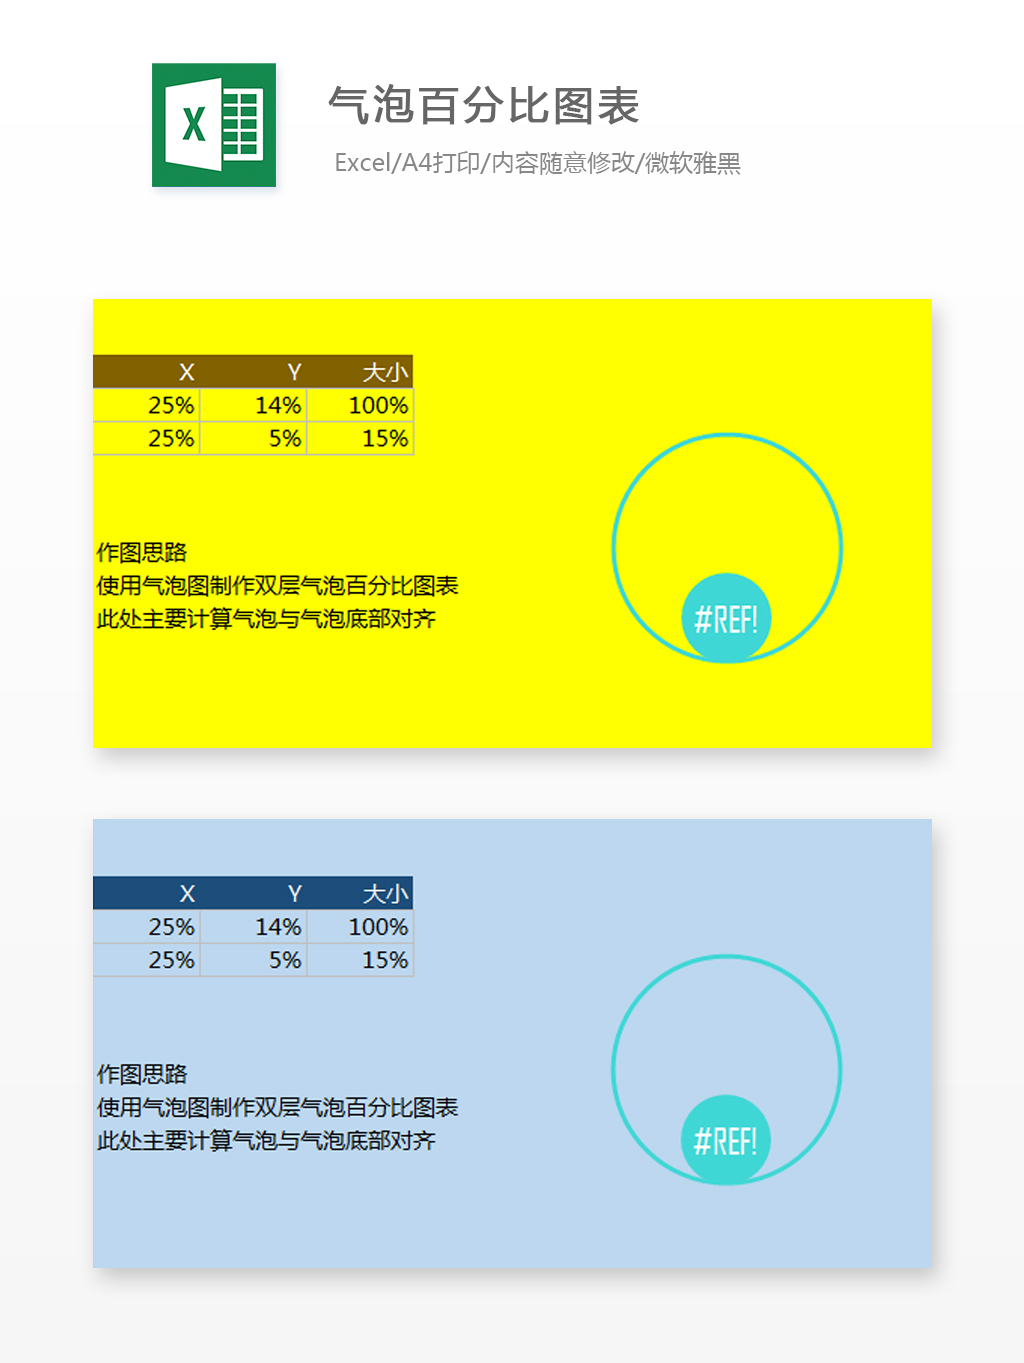 X
气泡百分比图表
Excel/A4打印/内容随意修改/微软雅黑
X Y 大小
25% 14% 100%
25% 5% 15%
作图思路
使用气泡图制作双层气泡百分比图表
此处主要计算气泡与气泡底部对齐
#REF!
X Y 大小
25% 14% 100%
25% 5% 15%
作图思路
使用气泡图制作双层气泡百分比图表
此处主要计算气泡与气泡底部对齐
#REF!